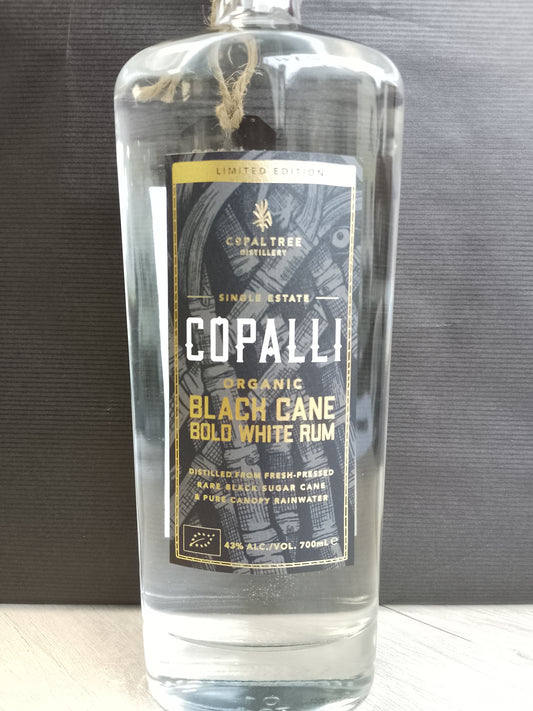 LIMITED EDITION
COPAL TREE
DISTILLERY
SINGLE ESTATE
COPALLI
ORGANIC
BLACK CANE
BOLD WHITE RUM
DISTILLED FROM FRESH-PRESSED
RARE BLACK SUGAR CANE
& PURE CANOPY RAINWATER
43% ALC./VOL. 700mL ℮